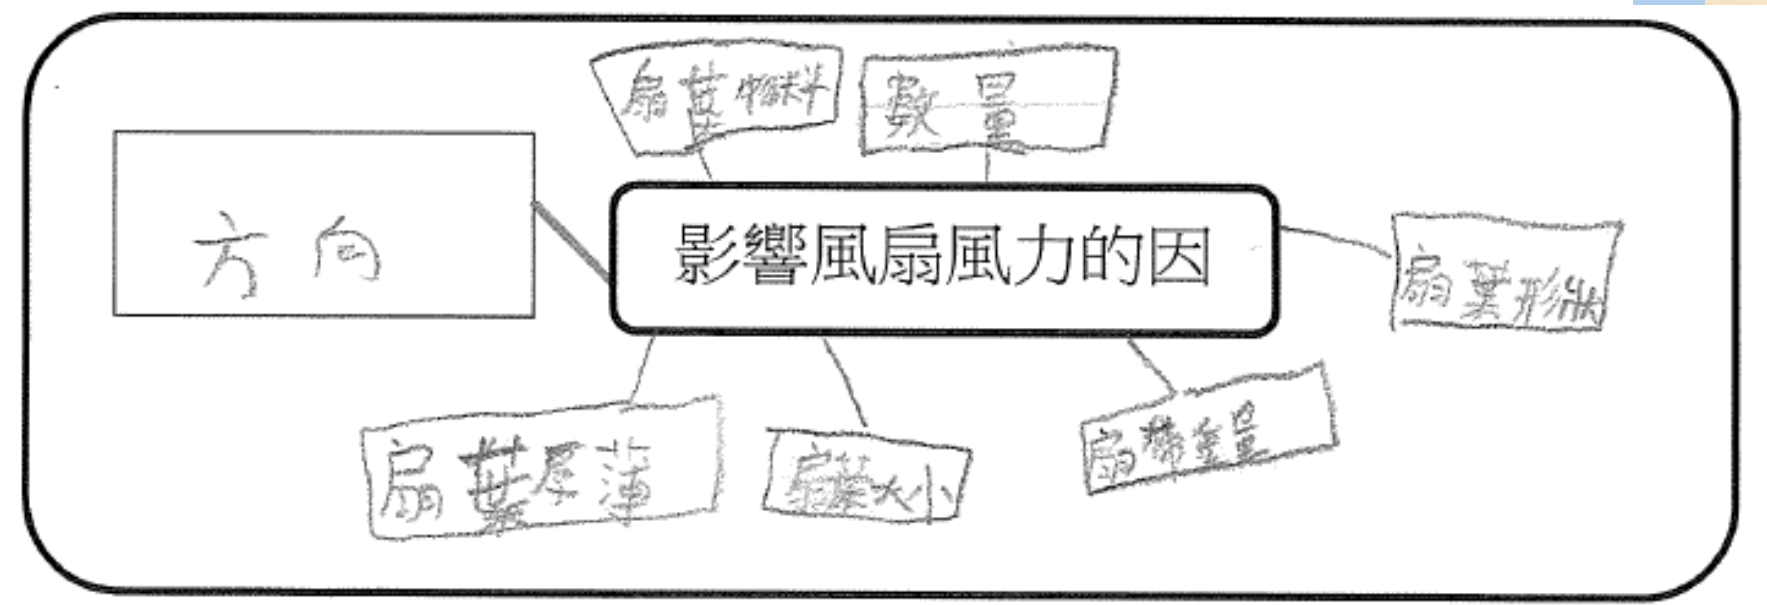 扇葉物料
數量
方向
影響風扇風力的因
扇葉形狀
扇葉厚薄
扇葉大小
扇葉重量